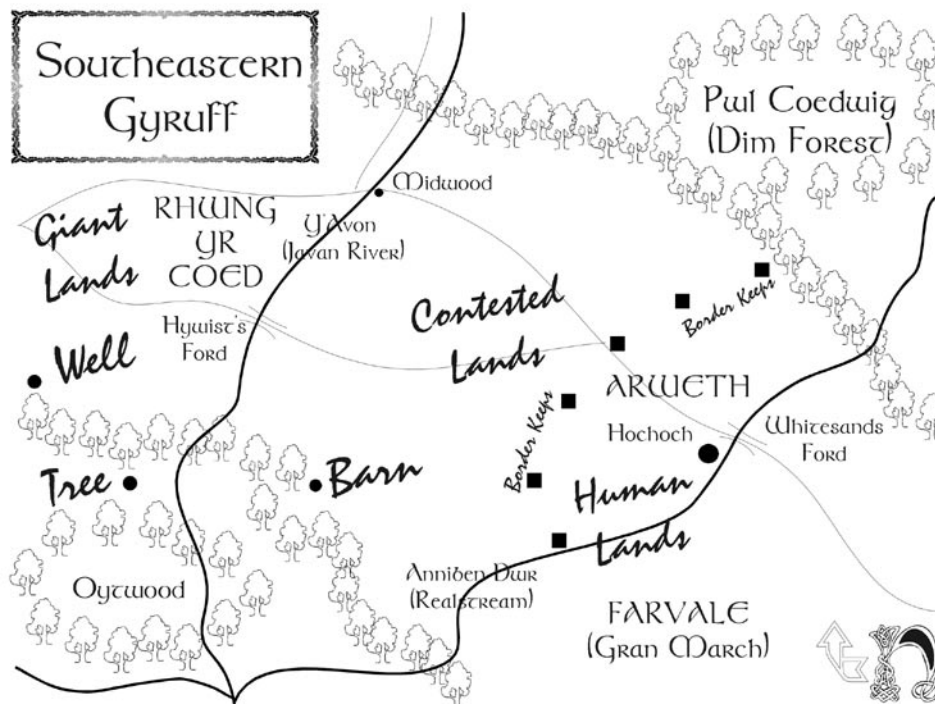 Southeastern
Gyruff
Pwl Coedwig
(Dim Forest)
Midwood
Giant
Lands
RHWNG
YR
COED
Y'Avon
(Javan River)
Contested
Lands
Border Keeps
Hywist's
Ford
Well
ARWETH
Border Keeps
Hochoch
Whitesands
Ford
Tree
Barn
Human
Lands
Oytwood
Anniben Dwr
(Realstream)
FARVALE
(Gran March)